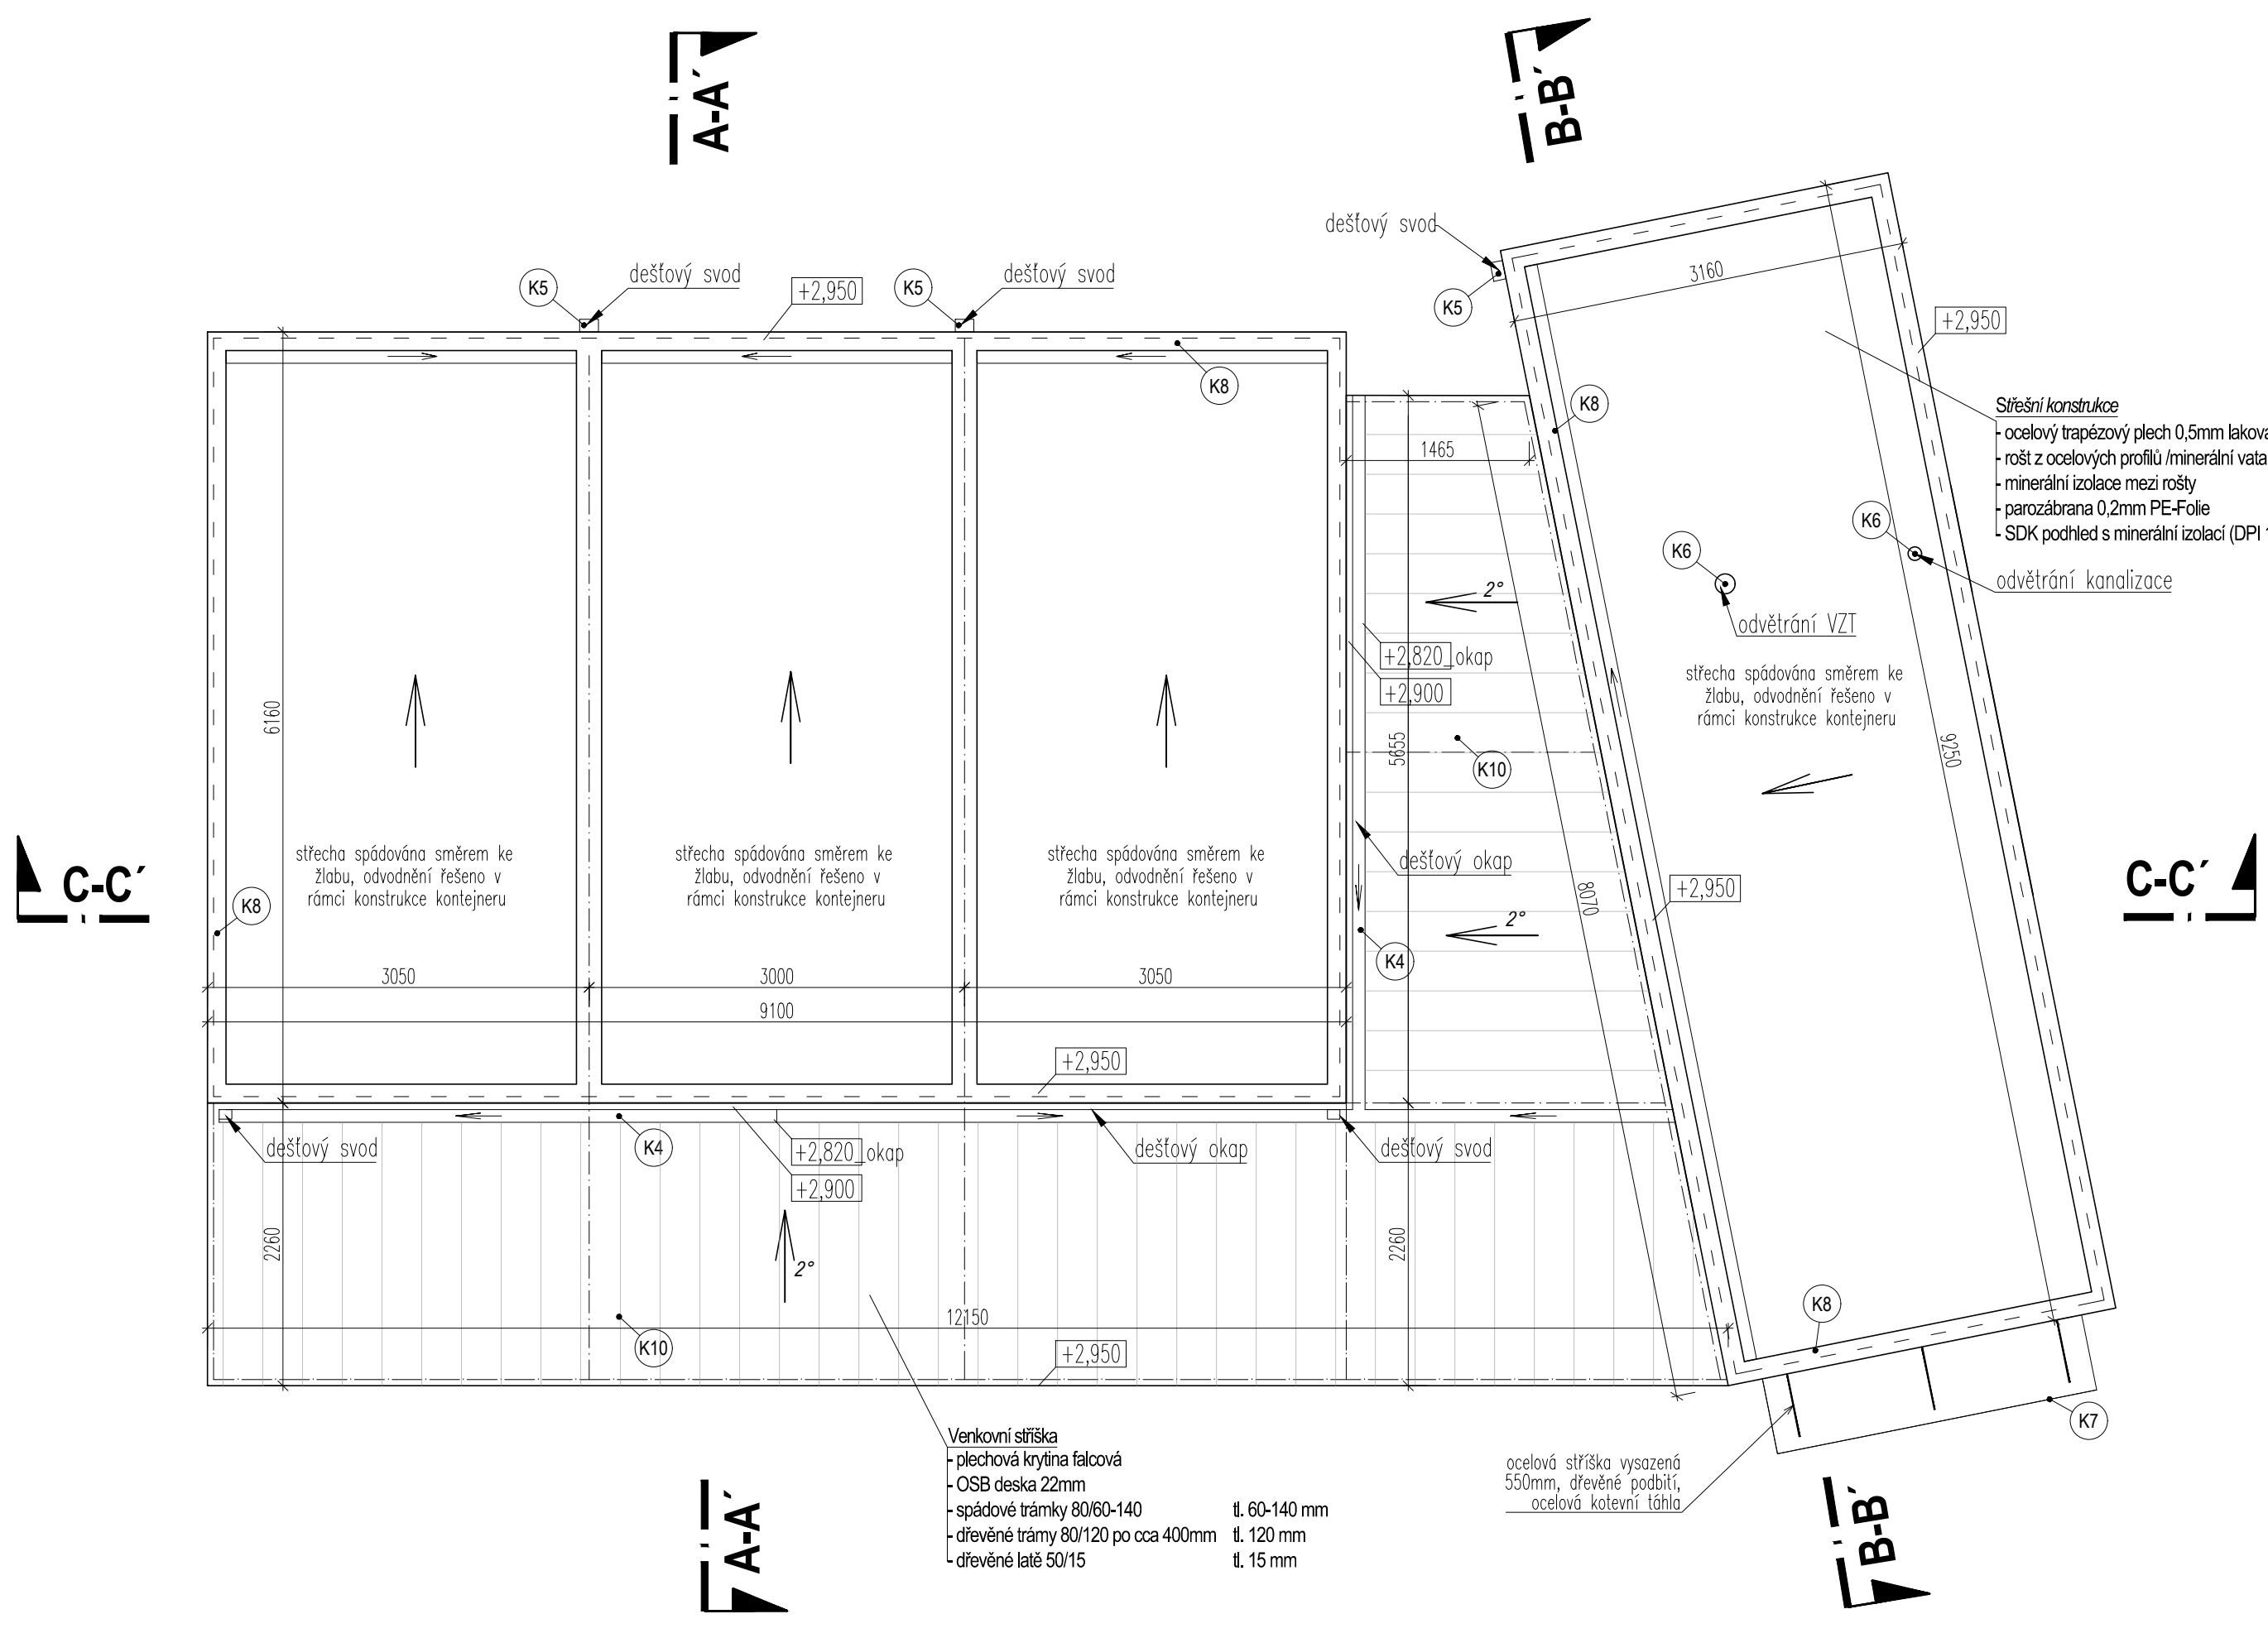 A-A´
B-B´
dešťový svod
K5
dešťový svod
+2,950
K5
dešťový svod
K5
3160
+2,950
K8
K8
1465
Střešní konstrukce
- ocelový trapézový plech 0,5mm
- rošt z ocelových profilů /minerální vata
- minerální izolace mezi rošty
- parozábrana 0,2mm PE-Folie
- SDK podhled s minerální izolací (DPI
K6
K6
odvětrání kanalizace
2°
odvětrání VZT
+2,820_okap
+2,900
střecha spádována směrem ke
žlabu, odvodnění řešeno v
rámci konstrukce kontejneru
6160
5655
9250
K10
střecha spádována směrem ke
žlabu, odvodnění řešeno v
rámci konstrukce kontejneru
střecha spádována směrem ke
žlabu, odvodnění řešeno v
rámci konstrukce kontejneru
střecha spádována směrem ke
žlabu, odvodnění řešeno v
rámci konstrukce kontejneru
dešťový okap
8070
+2,950
C-C´
C-C´
K8
2°
K4
3050
3000
3050
9100
+2,950
dešťový svod
K4
+2,820_okap
+2,900
dešťový okap
dešťový svod
2260
2260
2°
12150
K10
+2,950
K8
K7
Venkovní stříška
- plechová krytina falcová
- OSB deska 22mm
- spádové trámky 80/60-140 tl. 60-140 mm
- dřevěné trámy 80/120 po cca 400mm tl. 120 mm
- dřevěné latě 50/15 tl. 15 mm
ocelová stříška vysazená
550mm, dřevěné podbití,
ocelová kotevní táhla
A-A´
B-B´